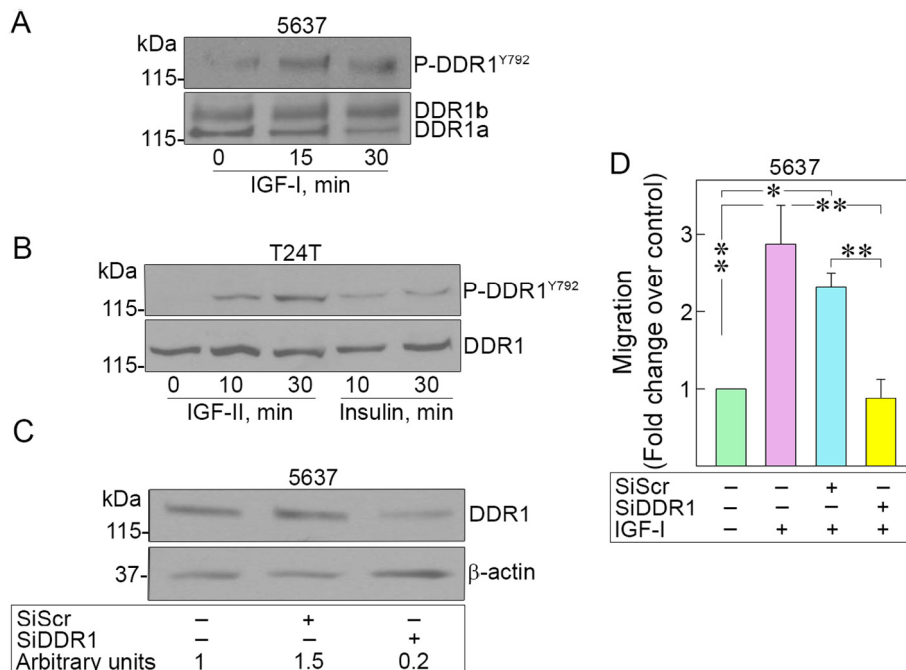 A
5637
kDa
115-
P-DDR1Y792
115-
DDR1b
DDR1a
0 15 30
IGF-I, min
B
T24T
kDa
115-
P-DDR1Y792
115-
DDR1
0 10 30 10 30
IGF-II, min Insulin, min
C
5637
kDa
115-
DDR1
37-
β-actin
SiScr – + –
SiDDR1 – – +
Arbitrary units 1 1.5 0.2
D
5637
Migration
(Fold change over control)
3
2
1
*
**
**
**
SiScr – – + –
SiDDR1 – – – +
IGF-I – + + +